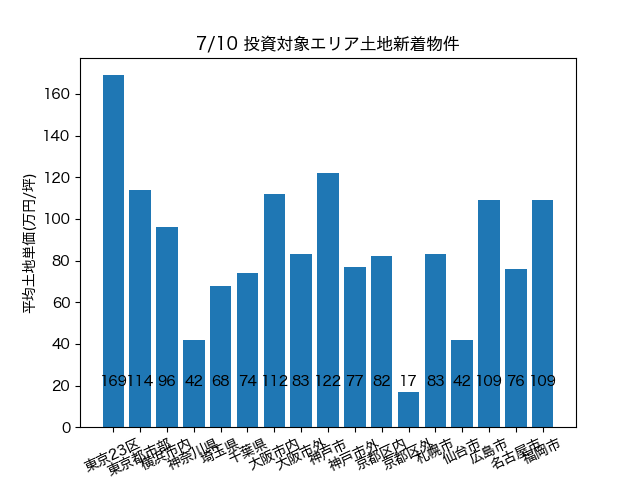 7/10 投資対象エリア土地新着物件
平均土地単価(万円/坪)
160
140
120
100
80
60
40
20
0
169 114 96 42 68 74 112 83 122 77 82 17 83 42 109 76 109
東京23区
東京都市部
横浜市内
神奈川県
埼玉県
千葉県
大阪市内
大阪市外
神戸市
神戸市外
京都区内
京都区外
札幌市
仙台市
広島市
名古屋市
福岡市